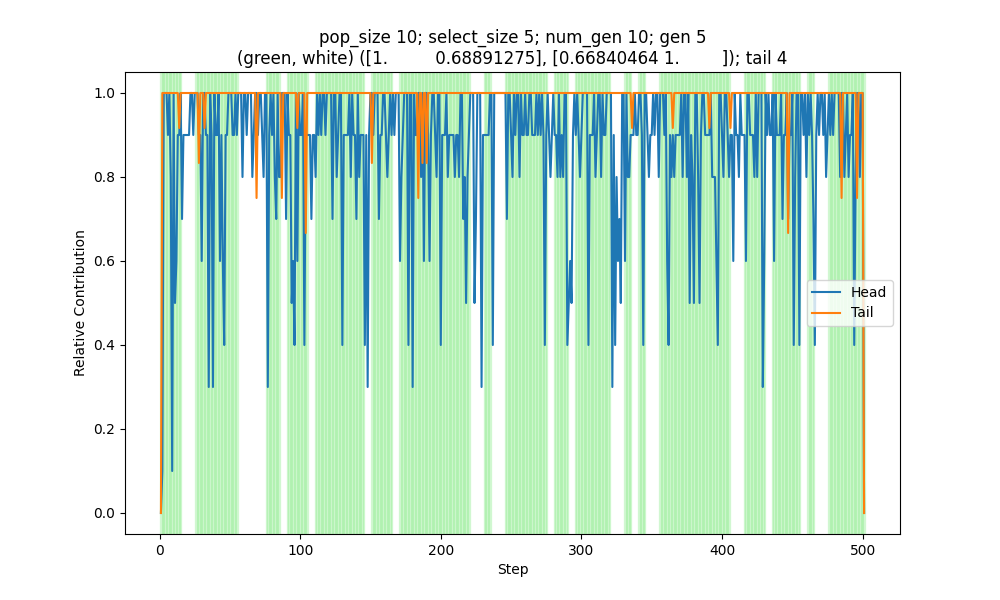 pop_size 10; select_size 5; num_gen 10; gen 5
(green, white) ([1.         0.68891275], [0.66840464 1.        ]); tail 4
1.0
0.8
0.6
0.4
0.2
0.0
Relative Contribution
Head
Tail
0
100
200
300
400
500
Step